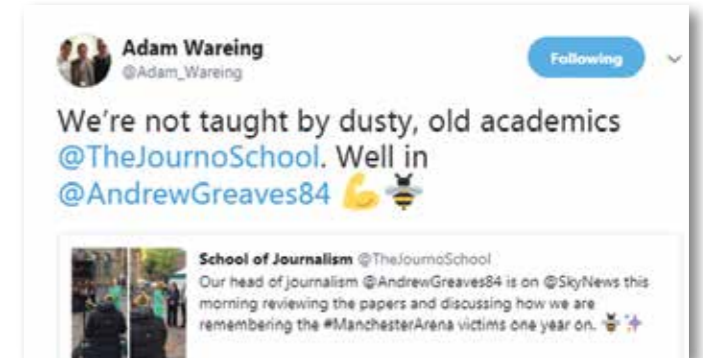 Adam Wareing
@Adam_Wareing
Following
We're not taught by dusty, old academics
@TheJournoSchool. Well in
@AndrewGreaves84 💪🐝
School of Journalism @TheJournoSchool
Our head of journalism @AndrewGreaves84 is on @SkyNews this
morning reviewing the papers and discussing how we are
remembering the #ManchesterArena victims one year on. 🐝✨